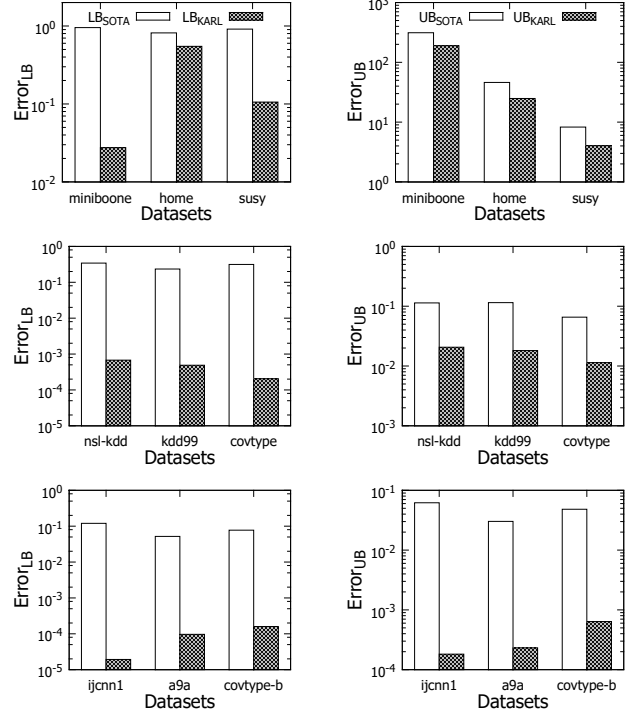 LB_SOTA LB_KARL
Error_LB
10^0
10^-1
10^-2
miniboone home susy
Datasets
UB_SOTA UB_KARL
Error_UB
10^3
10^2
10^1
10^0
miniboone home susy
Datasets
Error_LB
10^0
10^-1
10^-2
10^-3
10^-4
10^-5
nsl-kdd kdd99 covtype
Datasets
Error_UB
10^0
10^-1
10^-2
10^-3
nsl-kdd kdd99 covtype
Datasets
Error_LB
10^0
10^-1
10^-2
10^-3
10^-4
10^-5
ijcnn1 a9a covtype-b
Datasets
Error_UB
10^-1
10^-2
10^-3
10^-4
ijcnn1 a9a covtype-b
Datasets